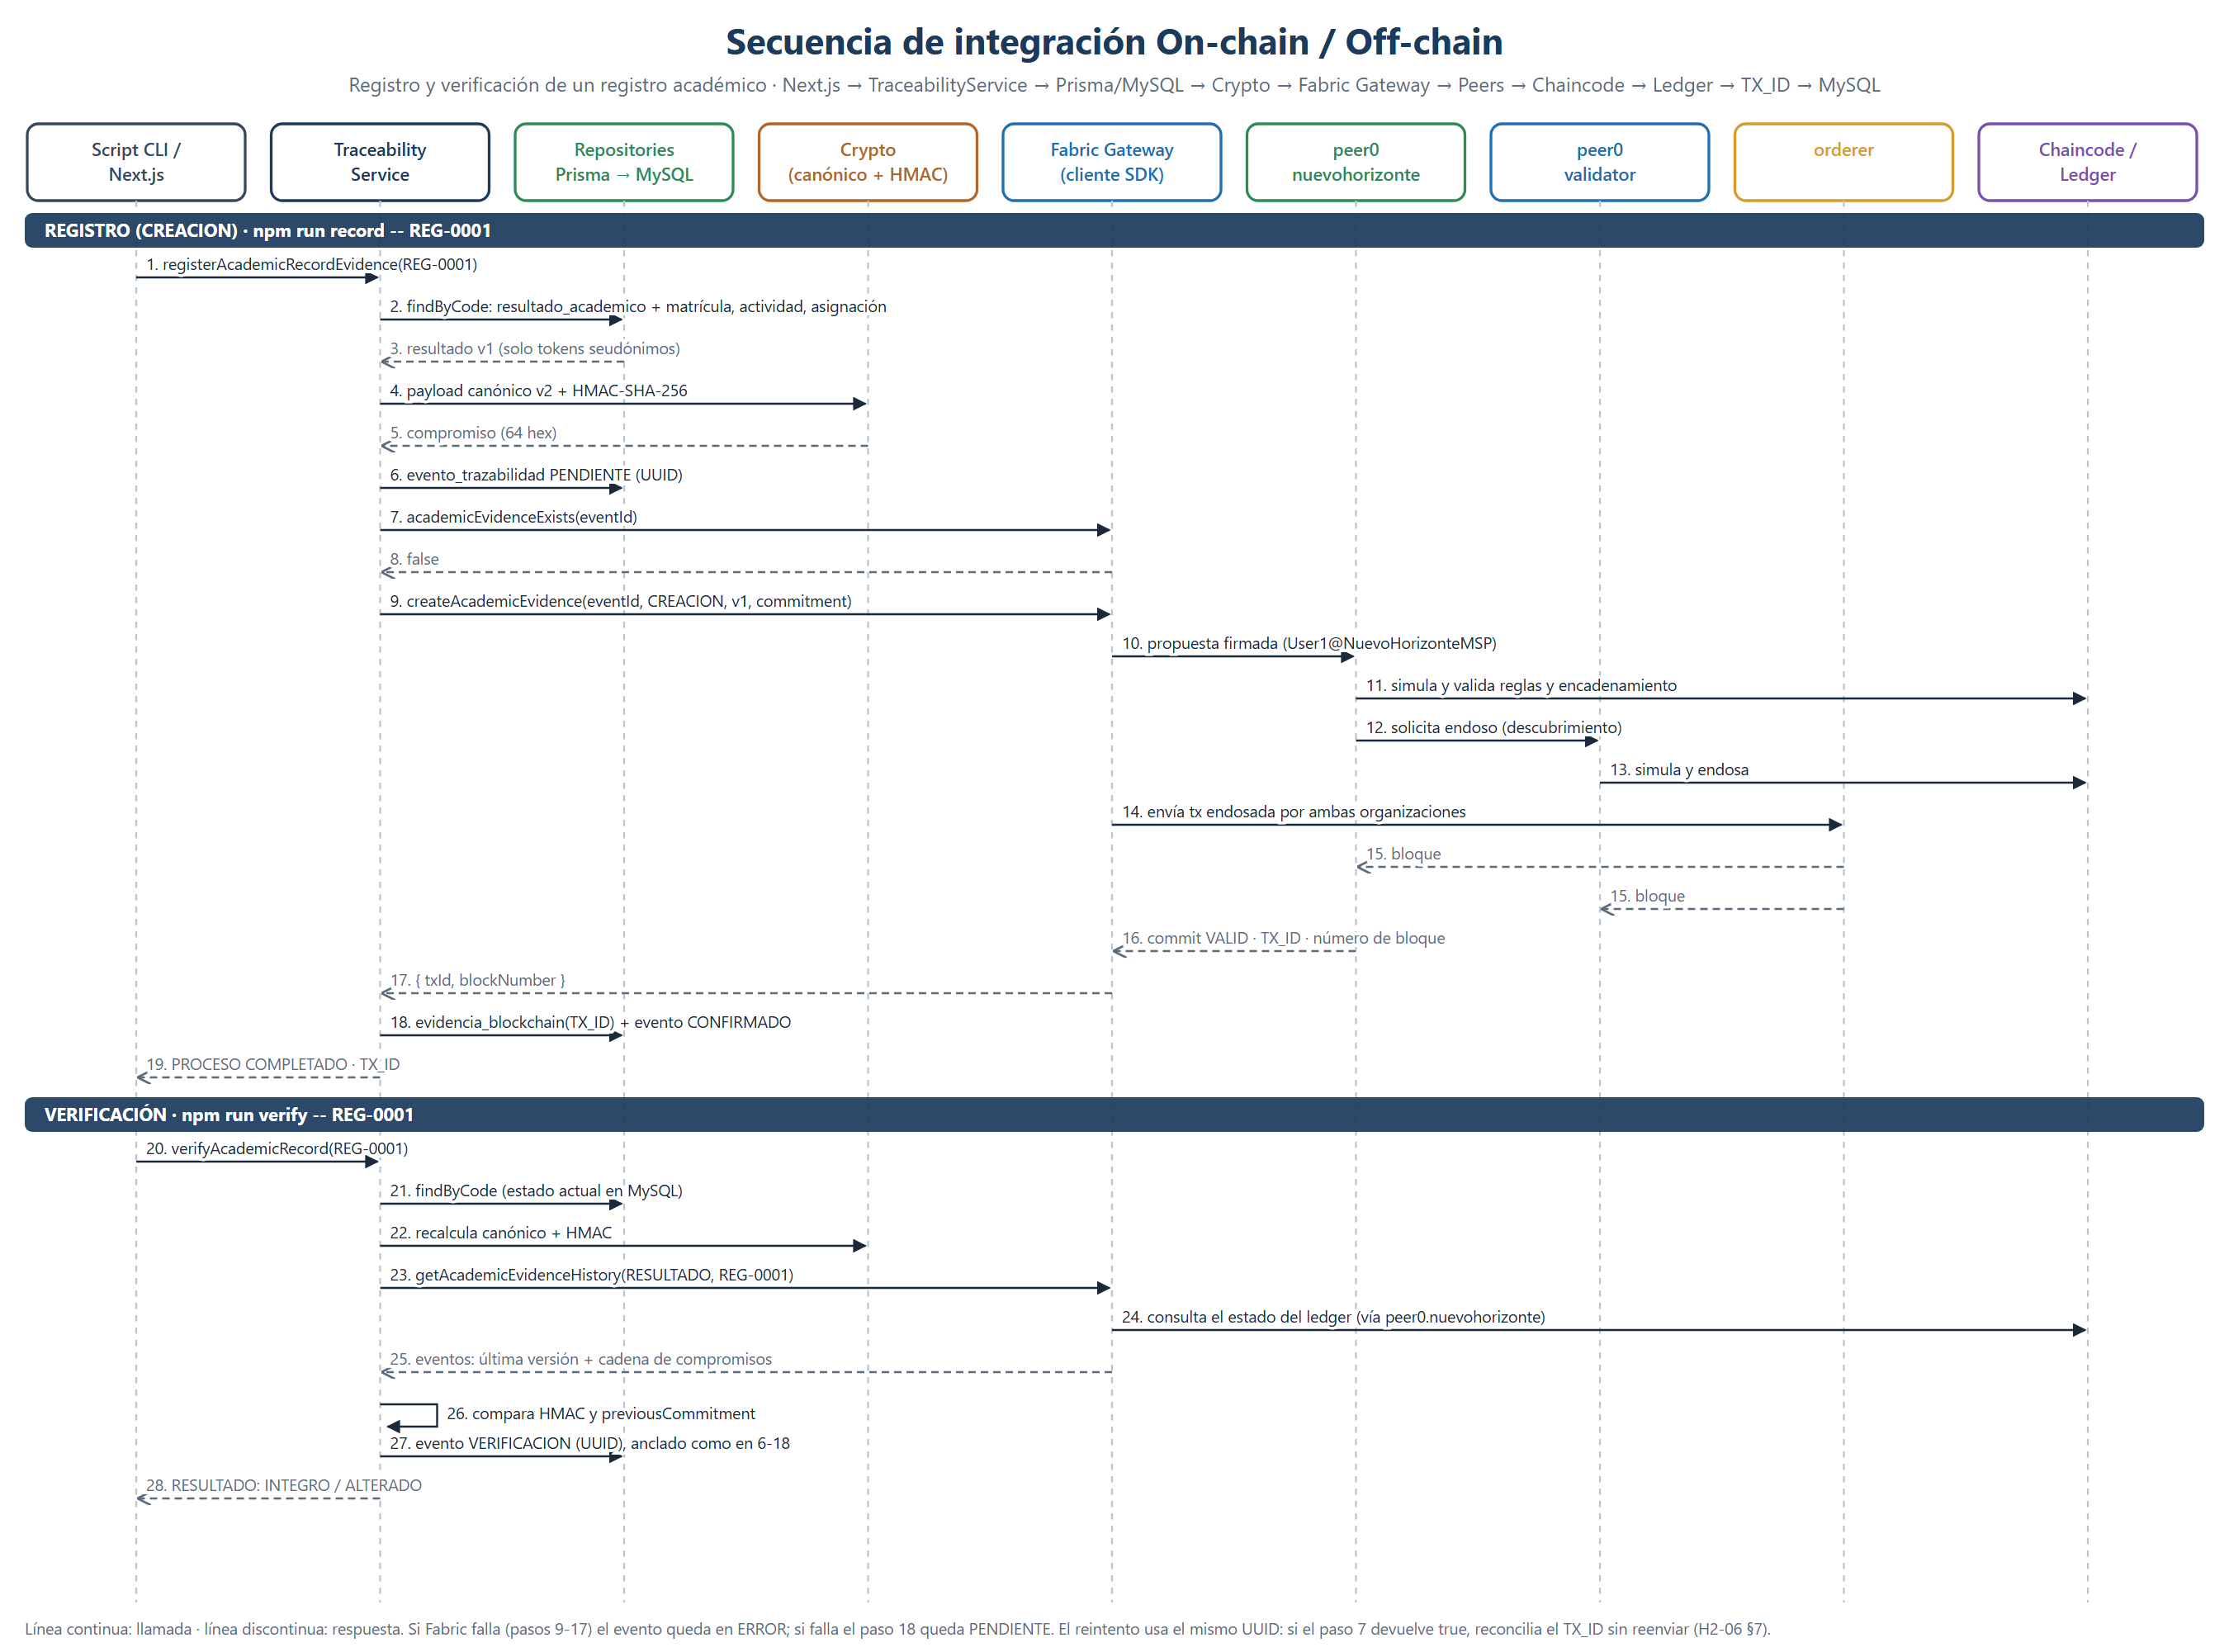 Secuencia de integración On-chain / Off-chain
Registro y verificación de un registro académico · Next.js → TraceabilityService → Prisma/MySQL → Crypto → Fabric Gateway → Peers → Chaincode → Ledger → TX_ID → MySQL
Script CLI /
Next.js
Traceability
Service
Repositories
Prisma → MySQL
Crypto
(canónico + HMAC)
Fabric Gateway
(cliente SDK)
peer0
nuevohorizonte
peer0
validator
orderer
Chaincode /
Ledger
REGISTRO (CREACION) · npm run record -- REG-0001
1. registerAcademicRecordEvidence(REG-0001)
2. findByCode: resultado_academico + matrícula, actividad, asignación
3. resultado v1 (solo tokens seudónimos)
4. payload canónico v2 + HMAC-SHA-256
5. compromiso (64 hex)
6. evento_trazabilidad PENDIENTE (UUID)
7. academicEvidenceExists(eventId)
8. false
9. createAcademicEvidence(eventId, CREACION, v1, commitment)
10. propuesta firmada (User1@NuevoHorizonteMSP)
11. simula y valida reglas y encadenamiento
12. solicita endoso (descubrimiento)
13. simula y endosa
14. envía tx endosada por ambas organizaciones
15. bloque
15. bloque
16. commit VALID · TX_ID · número de bloque
17. { txId, blockNumber }
18. evidencia_blockchain(TX_ID) + evento CONFIRMADO
19. PROCESO COMPLETADO · TX_ID
VERIFICACIÓN · npm run verify -- REG-0001
20. verifyAcademicRecord(REG-0001)
21. findByCode (estado actual en MySQL)
22. recalcula canónico + HMAC
23. getAcademicEvidenceHistory(RESULTADO, REG-0001)
24. consulta el estado del ledger (vía peer0.nuevohorizonte)
25. eventos: última versión + cadena de compromisos
26. compara HMAC y previousCommitment
27. evento VERIFICACION (UUID), anclado como en 6-18
28. RESULTADO: INTEGRO / ALTERADO
Línea continua: llamada · línea discontinua: respuesta. Si Fabric falla (pasos 9-17) el evento queda en ERROR; si falla el paso 18 queda PENDIENTE. El reintento usa el mismo UUID: si el paso 7 devuelve true, reconcilia el TX_ID sin reenviar (H2-06 §7).